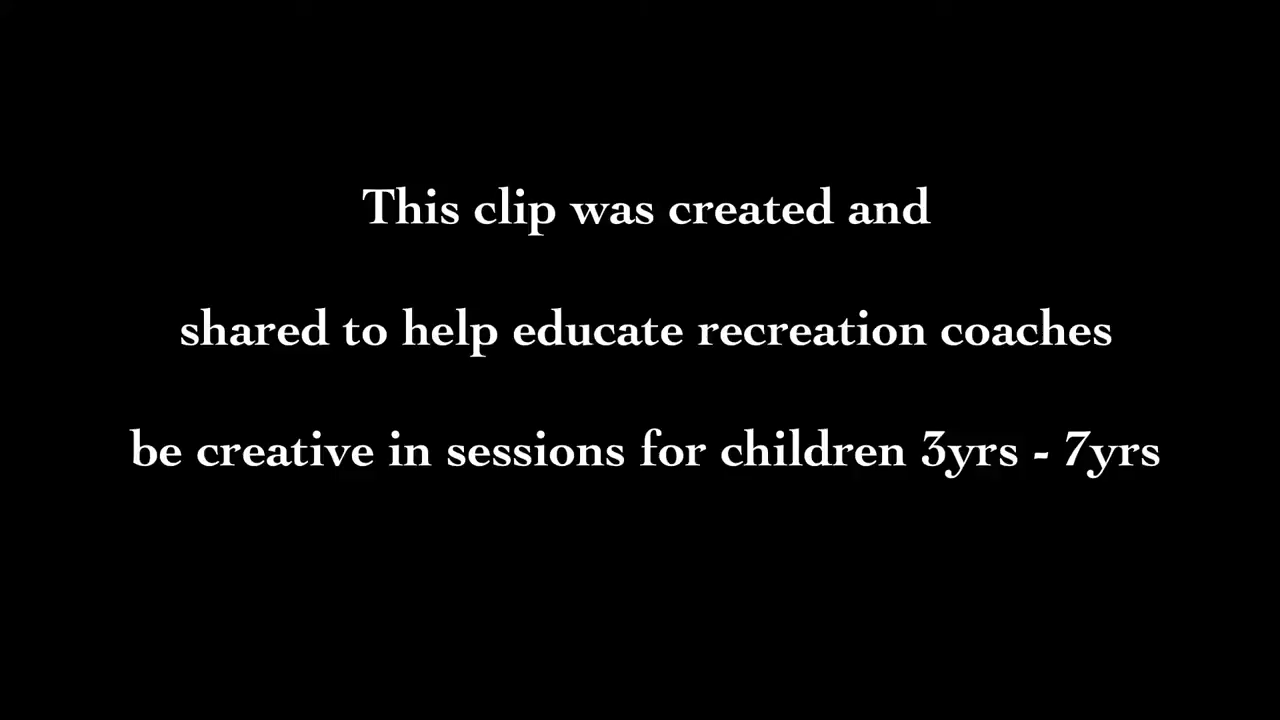 This clip was created and
shared to help educate recreation coaches
be creative in sessions for children 3yrs - 7yrs